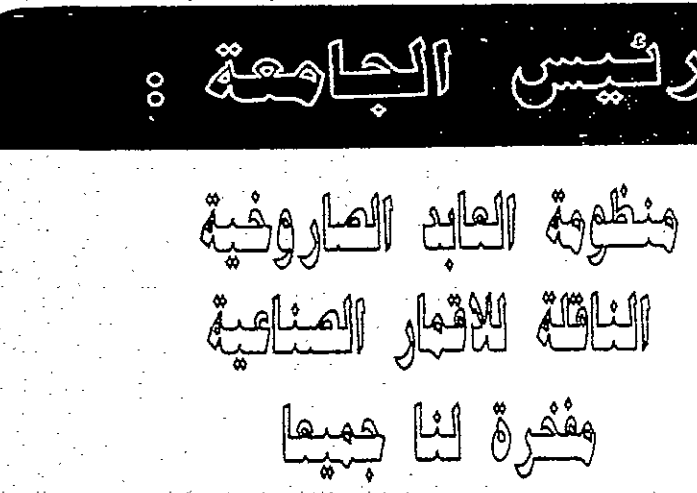 رئيس الجامعة :
منظومة العابد الصاروخية
الناقلة للاقمار الصناعية
مفخرة لنا جميعا